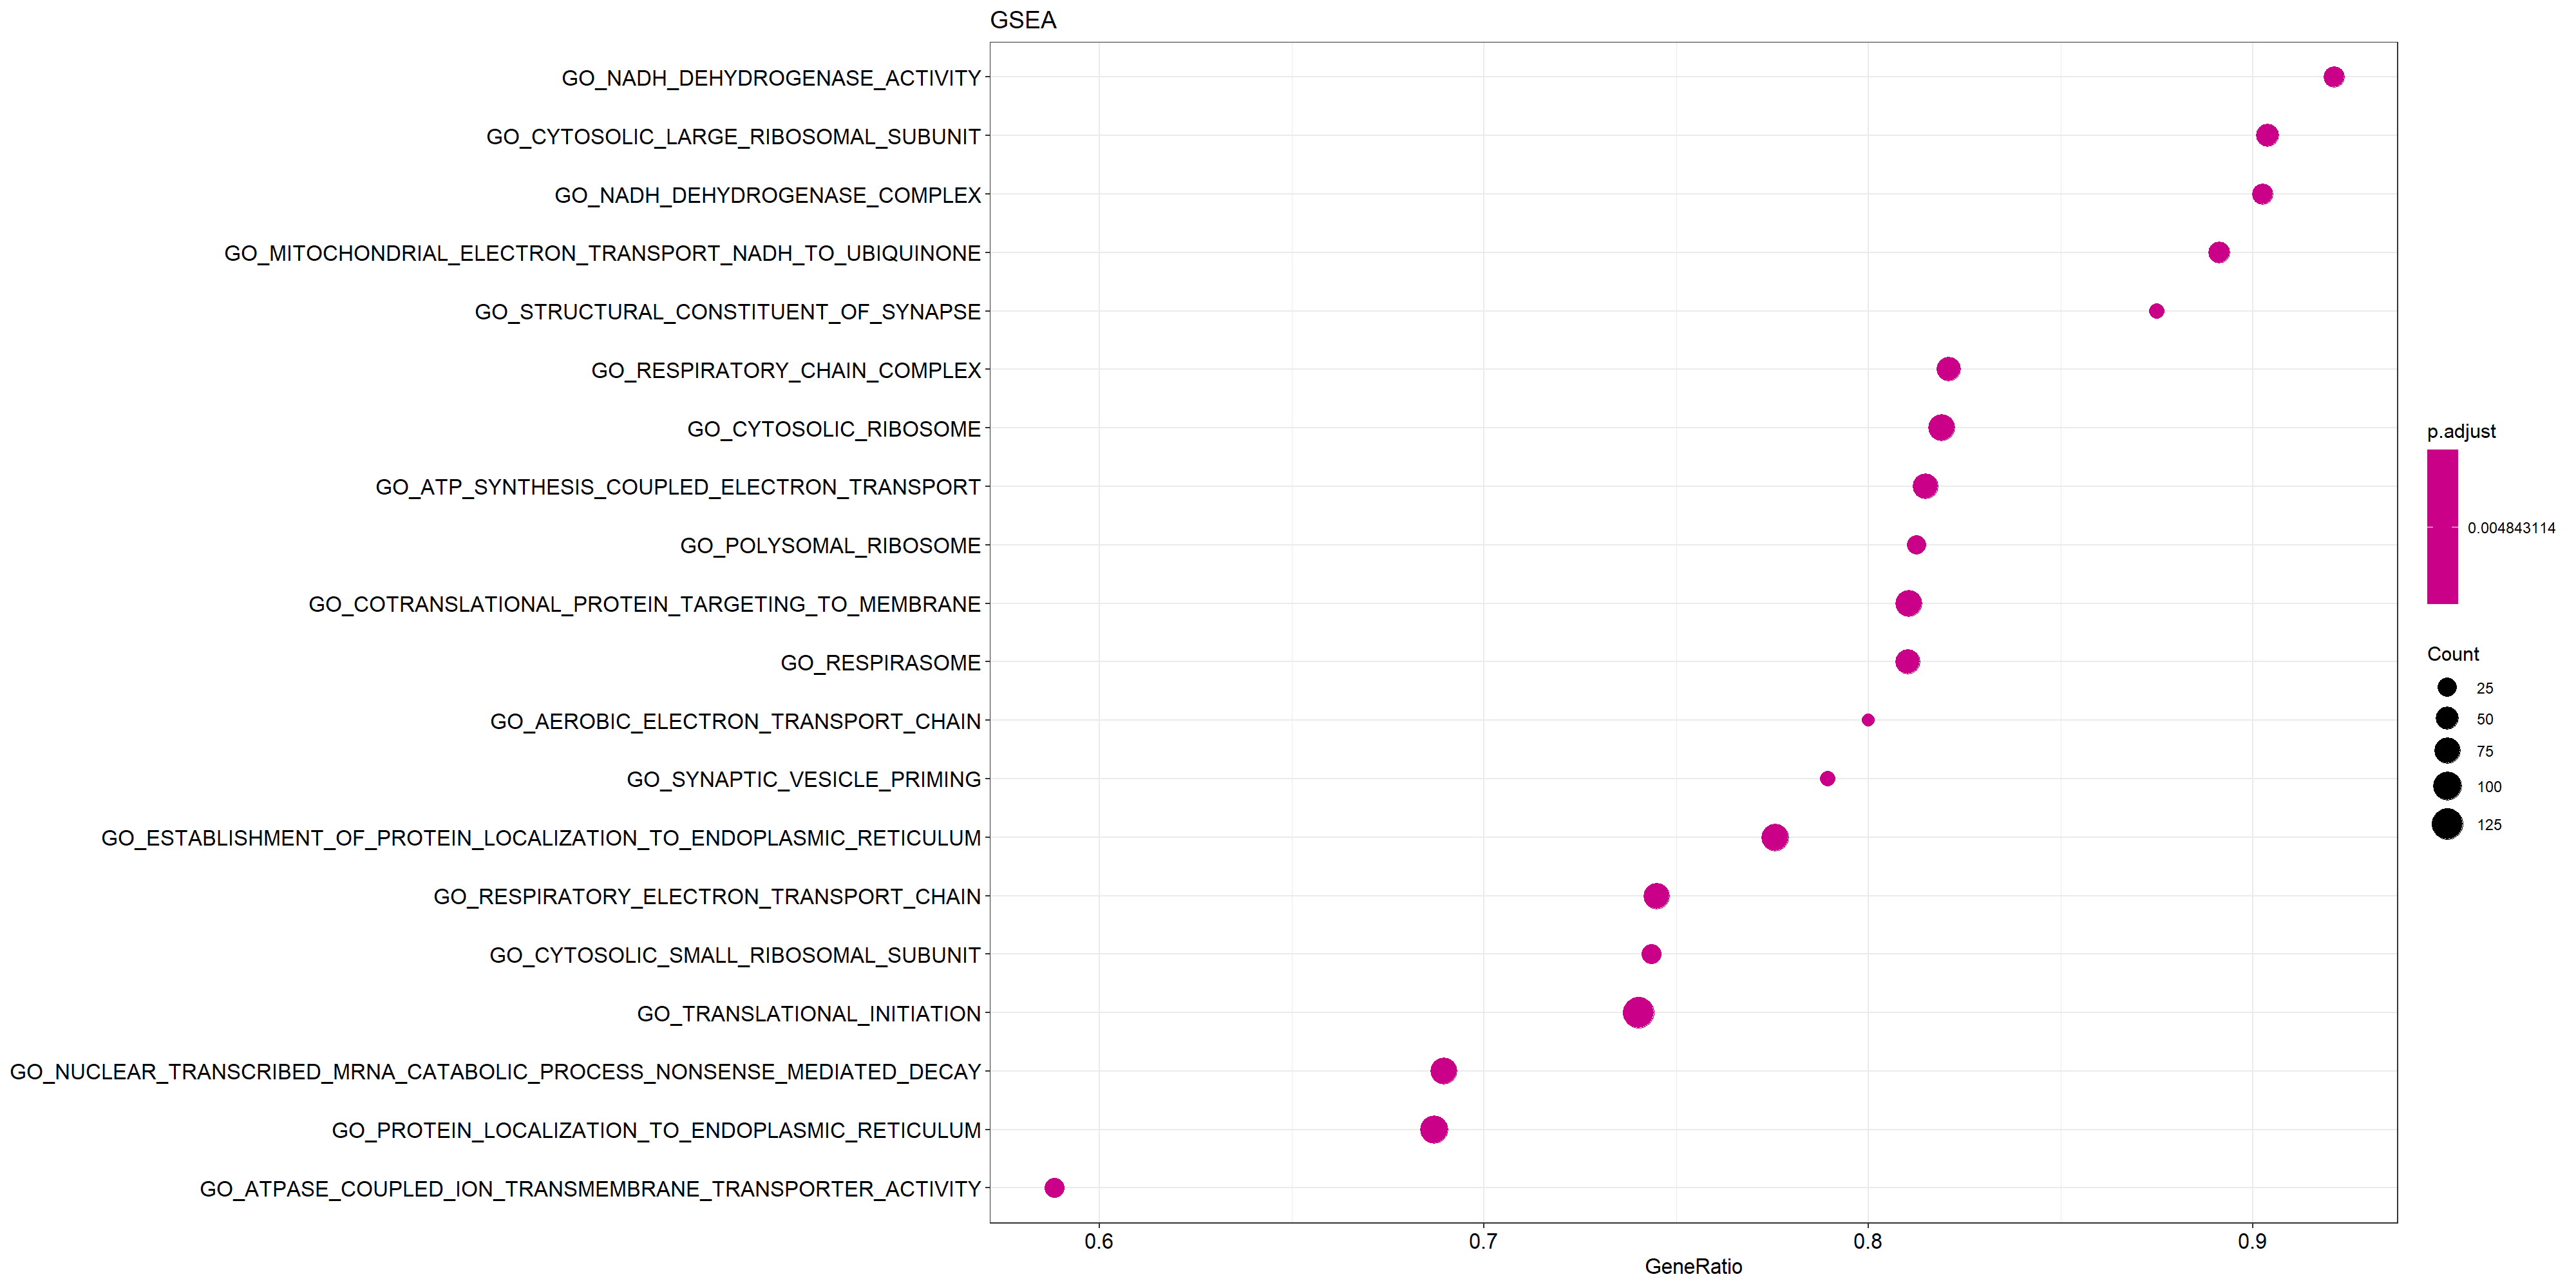 GSEA
GO_NADH_DEHYDROGENASE_ACTIVITY
GO_CYTOSOLIC_LARGE_RIBOSOMAL_SUBUNIT
GO_NADH_DEHYDROGENASE_COMPLEX
GO_MITOCHONDRIAL_ELECTRON_TRANSPORT_NADH_TO_UBIQUINONE
GO_STRUCTURAL_CONSTITUENT_OF_SYNAPSE
GO_RESPIRATORY_CHAIN_COMPLEX
GO_CYTOSOLIC_RIBOSOME
GO_ATP_SYNTHESIS_COUPLED_ELECTRON_TRANSPORT
GO_POLYSOMAL_RIBOSOME
GO_COTRANSLATIONAL_PROTEIN_TARGETING_TO_MEMBRANE
GO_RESPIRASOME
GO_AEROBIC_ELECTRON_TRANSPORT_CHAIN
GO_SYNAPTIC_VESICLE_PRIMING
GO_ESTABLISHMENT_OF_PROTEIN_LOCALIZATION_TO_ENDOPLASMIC_RETICULUM
GO_RESPIRATORY_ELECTRON_TRANSPORT_CHAIN
GO_CYTOSOLIC_SMALL_RIBOSOMAL_SUBUNIT
GO_TRANSLATIONAL_INITIATION
GO_NUCLEAR_TRANSCRIBED_MRNA_CATABOLIC_PROCESS_NONSENSE_MEDIATED_DECAY
GO_PROTEIN_LOCALIZATION_TO_ENDOPLASMIC_RETICULUM
GO_ATPASE_COUPLED_ION_TRANSMEMBRANE_TRANSPORTER_ACTIVITY
0.6 0.7 0.8 0.9
GeneRatio
p.adjust
0.004843114
Count
25
50
75
100
125